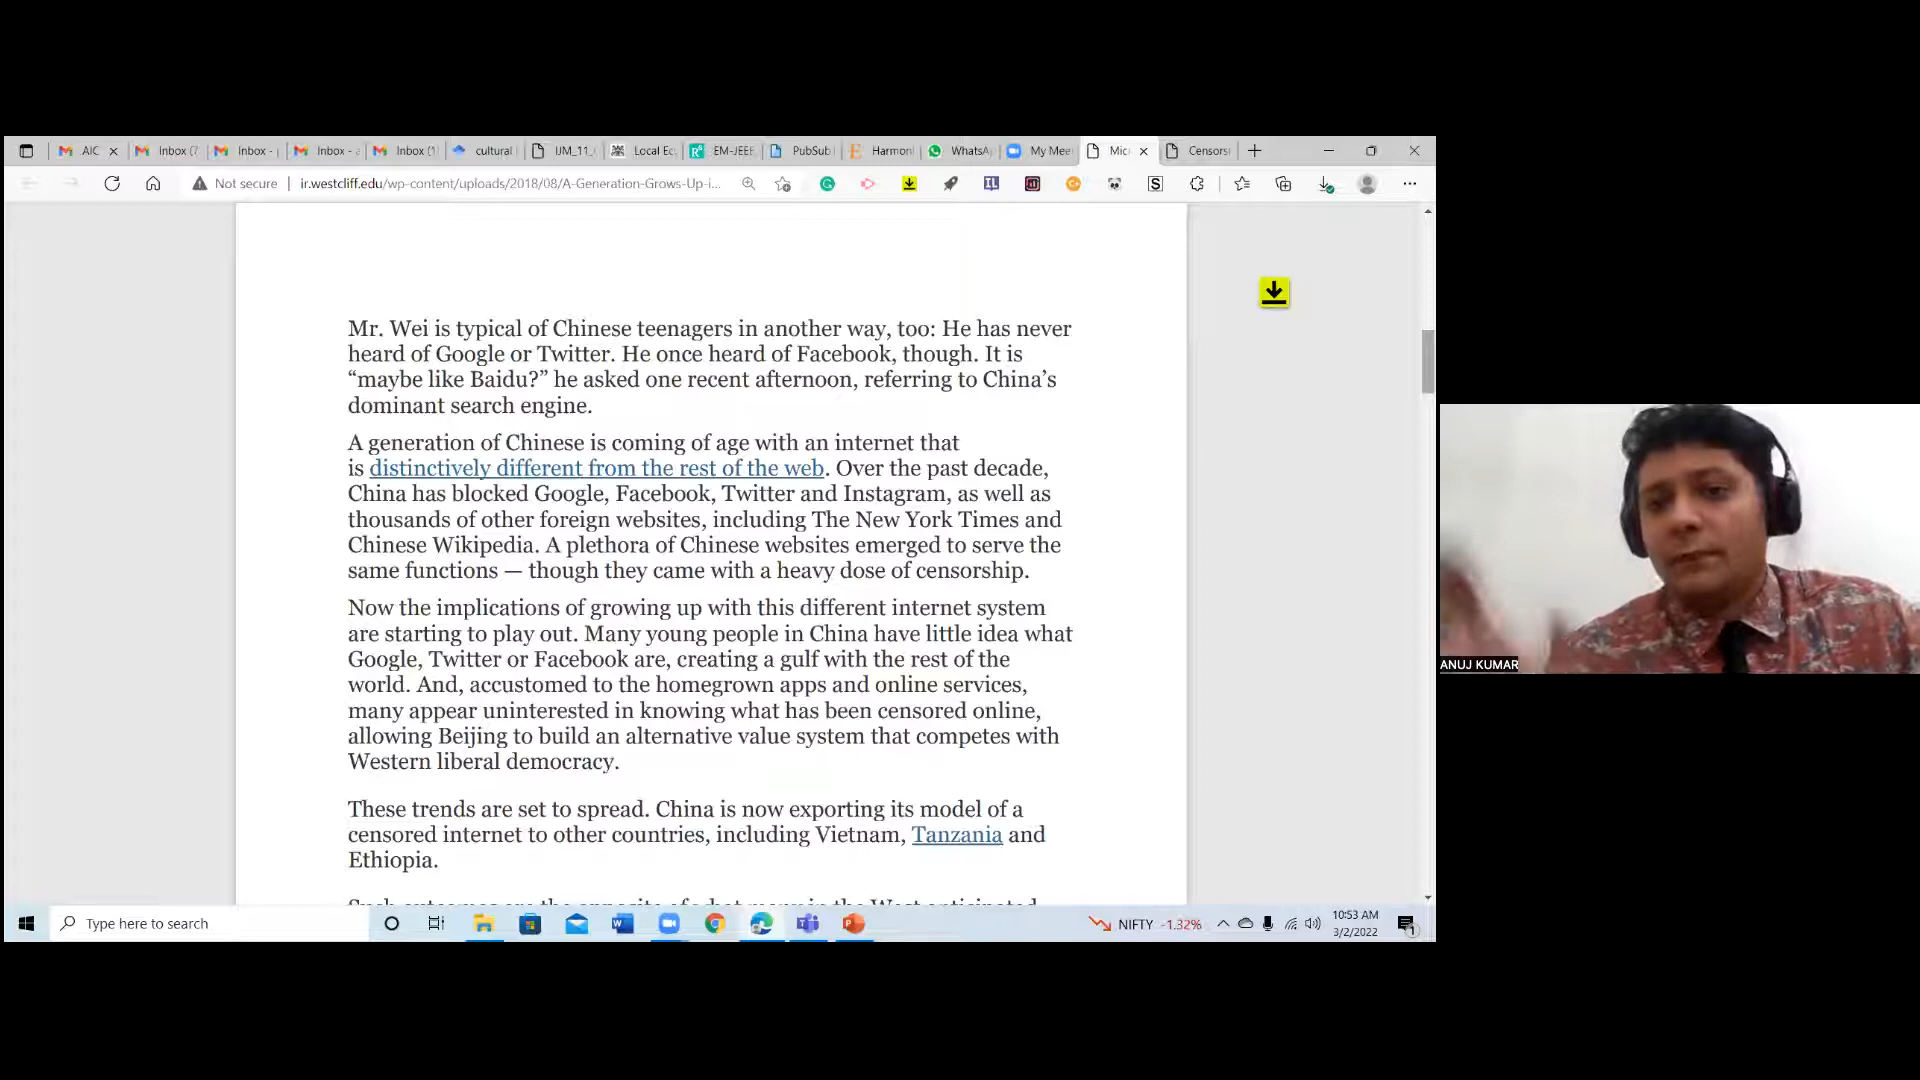 AIC
Inbox (7
Inbox -
Inbox - a
Inbox (1
cultural
IJM_11_
Local Ec
EM-JEEE
PubSub
Harmon
WhatsA
My Mee
Mic
Censors
Not secure
ir.westcliff.edu/wp-content/uploads/2018/08/A-Generation-Grows-Up-i...
Mr. Wei is typical of Chinese teenagers in another way, too: He has never
heard of Google or Twitter. He once heard of Facebook, though. It is
“maybe like Baidu?” he asked one recent afternoon, referring to China’s
dominant search engine.
A generation of Chinese is coming of age with an internet that
is distinctively different from the rest of the web. Over the past decade,
China has blocked Google, Facebook, Twitter and Instagram, as well as
thousands of other foreign websites, including The New York Times and
Chinese Wikipedia. A plethora of Chinese websites emerged to serve the
same functions — though they came with a heavy dose of censorship.
Now the implications of growing up with this different internet system
are starting to play out. Many young people in China have little idea what
Google, Twitter or Facebook are, creating a gulf with the rest of the
world. And, accustomed to the homegrown apps and online services,
many appear uninterested in knowing what has been censored online,
allowing Beijing to build an alternative value system that competes with
Western liberal democracy.
These trends are set to spread. China is now exporting its model of a
censored internet to other countries, including Vietnam, Tanzania and
Ethiopia.
ANUJ KUMAR
Type here to search
NIFTY -1.32%
10:53 AM
3/2/2022